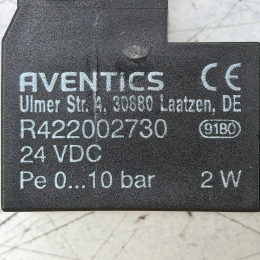 AVENTICS CE
Ulmer Str. 4, 30880 Laatzen, DE
R422002730 9180
24 VDC
Pe 0...10 bar 2 W